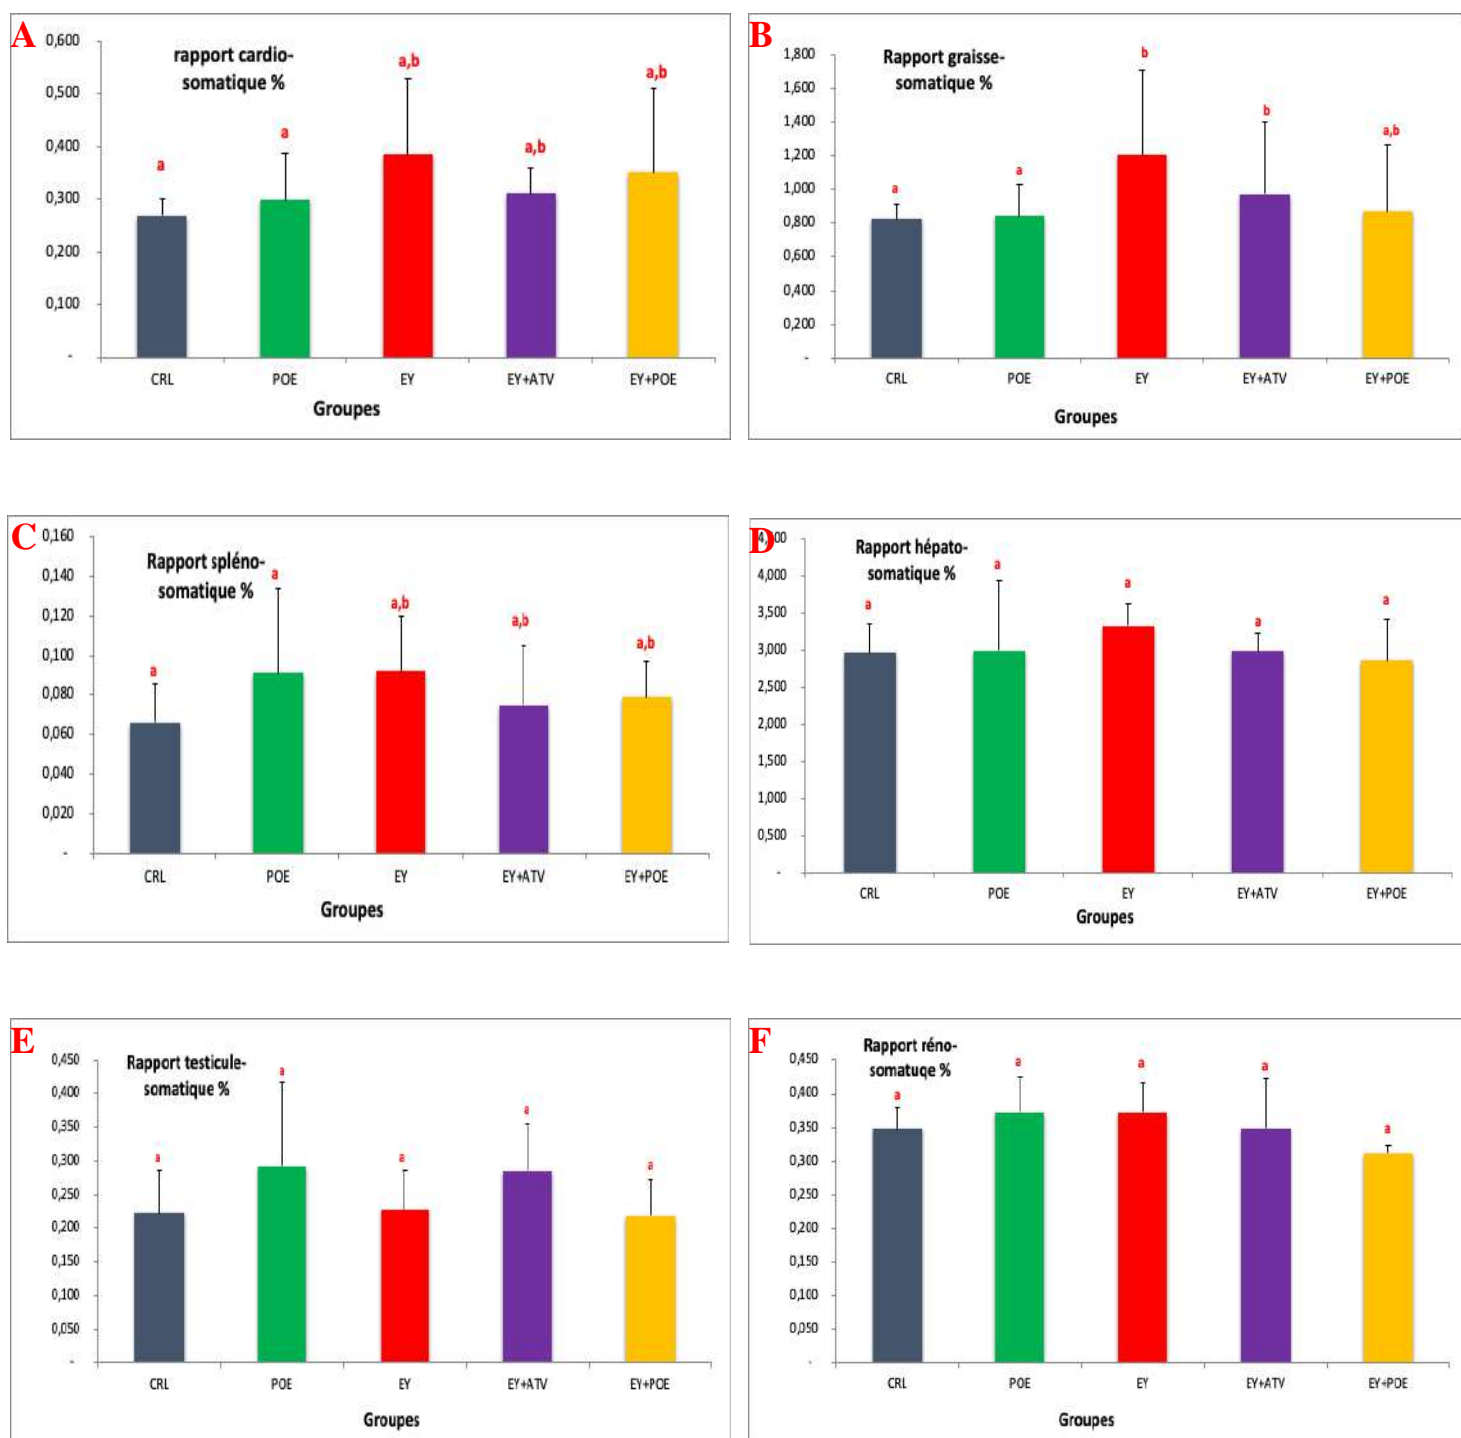 A
rapport cardio-
somatique %
0,600
0,500
0,400
0,300
0,200
0,100
-
a
a
a,b
a,b
a,b
CRL
POE
EY
EY+ATV
EY+POE
Groupes
B
Rapport graisse-
somatique %
1,800
1,600
1,400
1,200
1,000
0,800
0,600
0,400
0,200
-
a
a
b
b
a,b
CRL
POE
EY
EY+ATV
EY+POE
Groupes
C
Rapport spléno-
somatique %
0,160
0,140
0,120
0,100
0,080
0,060
0,040
0,020
-
a
a
a,b
a,b
a,b
CRL
POE
EY
EY+ATV
EY+POE
Groupes
D
Rapport hépato-
somatique %
4,000
3,500
3,000
2,500
2,000
1,500
1,000
0,500
-
a
a
a
a
a
CRL
POE
EY
EY+ATV
EY+POE
Groupes
E
Rapport testicule-
somatique %
0,450
0,400
0,350
0,300
0,250
0,200
0,150
0,100
0,050
-
a
a
a
a
a
CRL
POE
EY
EY+ATV
EY+POE
Groupes
F
Rapport réno-
somatuqe %
0,450
0,400
0,350
0,300
0,250
0,200
0,150
0,100
0,050
-
a
a
a
a
a
CRL
POE
EY
EY+ATV
EY+POE
Groupes